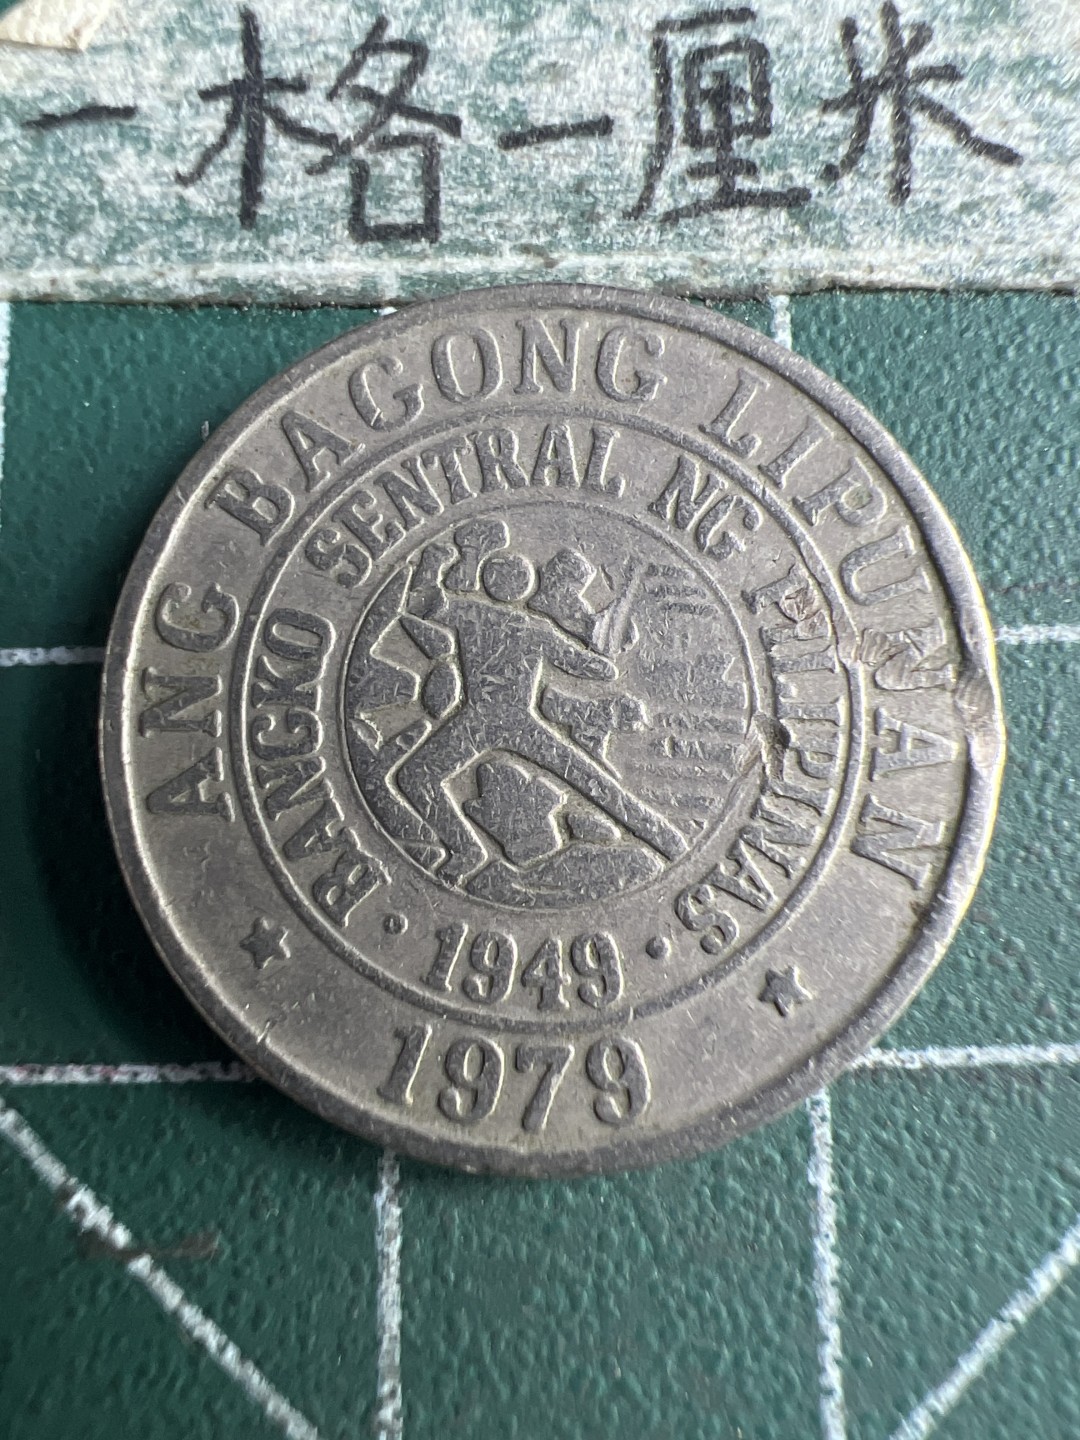 一格一厘米
ANG BAGONG LIPUNAN
BANGKO SENTRAL NG PILIPINAS
1949
1979